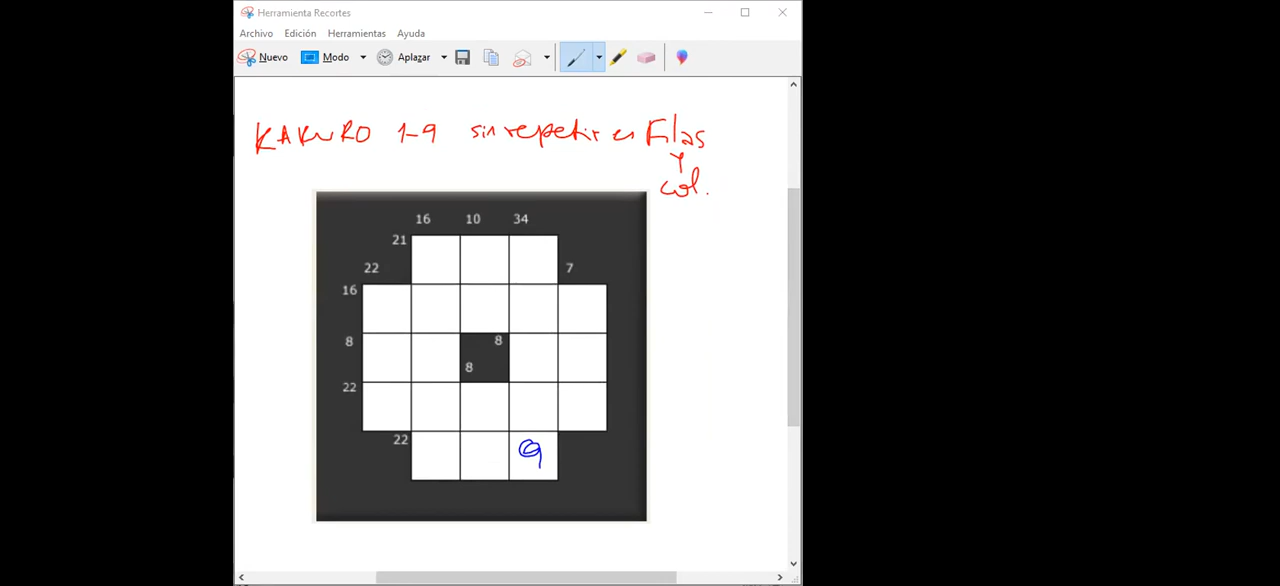 Herramienta Recortes
Archivo Edición Herramientas Ayuda
Nuevo Modo Aplazar
KAKURO 1-9 sin repetir en Filas
Y
col.
16 10 34
21
22 7
16
8 8
8
22
22 9